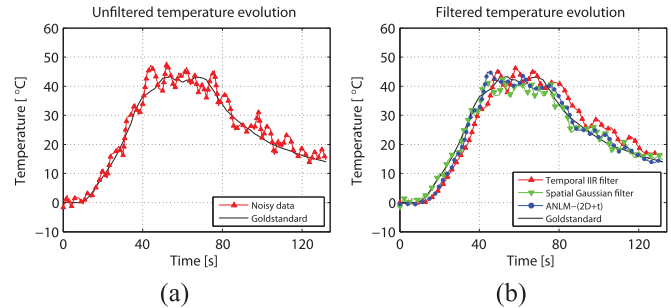 Unfiltered temperature evolution
60
50
40
30
20
10
0
−10
Temperature [ °C]
0 40 80 120
Time [s]
Noisy data
Goldstandard
(a)
Filtered temperature evolution
60
50
40
30
20
10
0
−10
Temperature [ °C]
0 40 80 120
Time [s]
Temporal IIR filter
Spatial Gaussian filter
ANLM−(2D+t)
Goldstandard
(b)